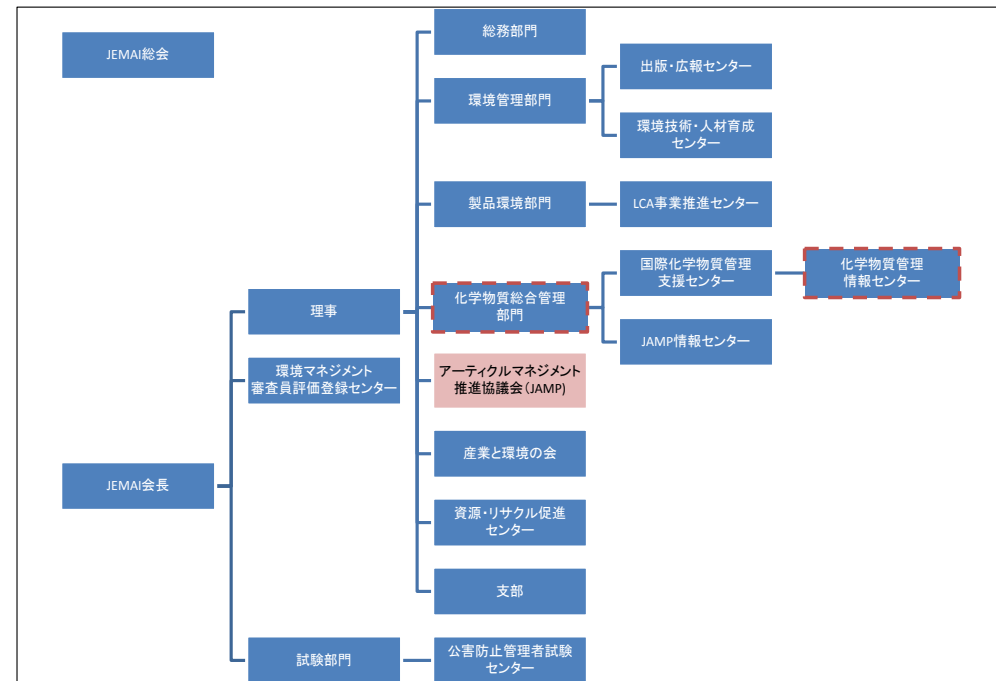 JEMAI総会
総務部門
環境管理部門
出版・広報センター
環境技術・人材育成
センター
製品環境部門
LCA事業推進センター
理事
化学物質総合管理
部門
国際化学物質管理
支援センター
化学物質管理
情報センター
JAMP情報センター
環境マネジメント
審査員評価登録センター
アーティクルマネジメント
推進協議会(JAMP)
産業と環境の会
JEMAI会長
資源・リサクル促進
センター
支部
試験部門
公害防止管理者試験
センター